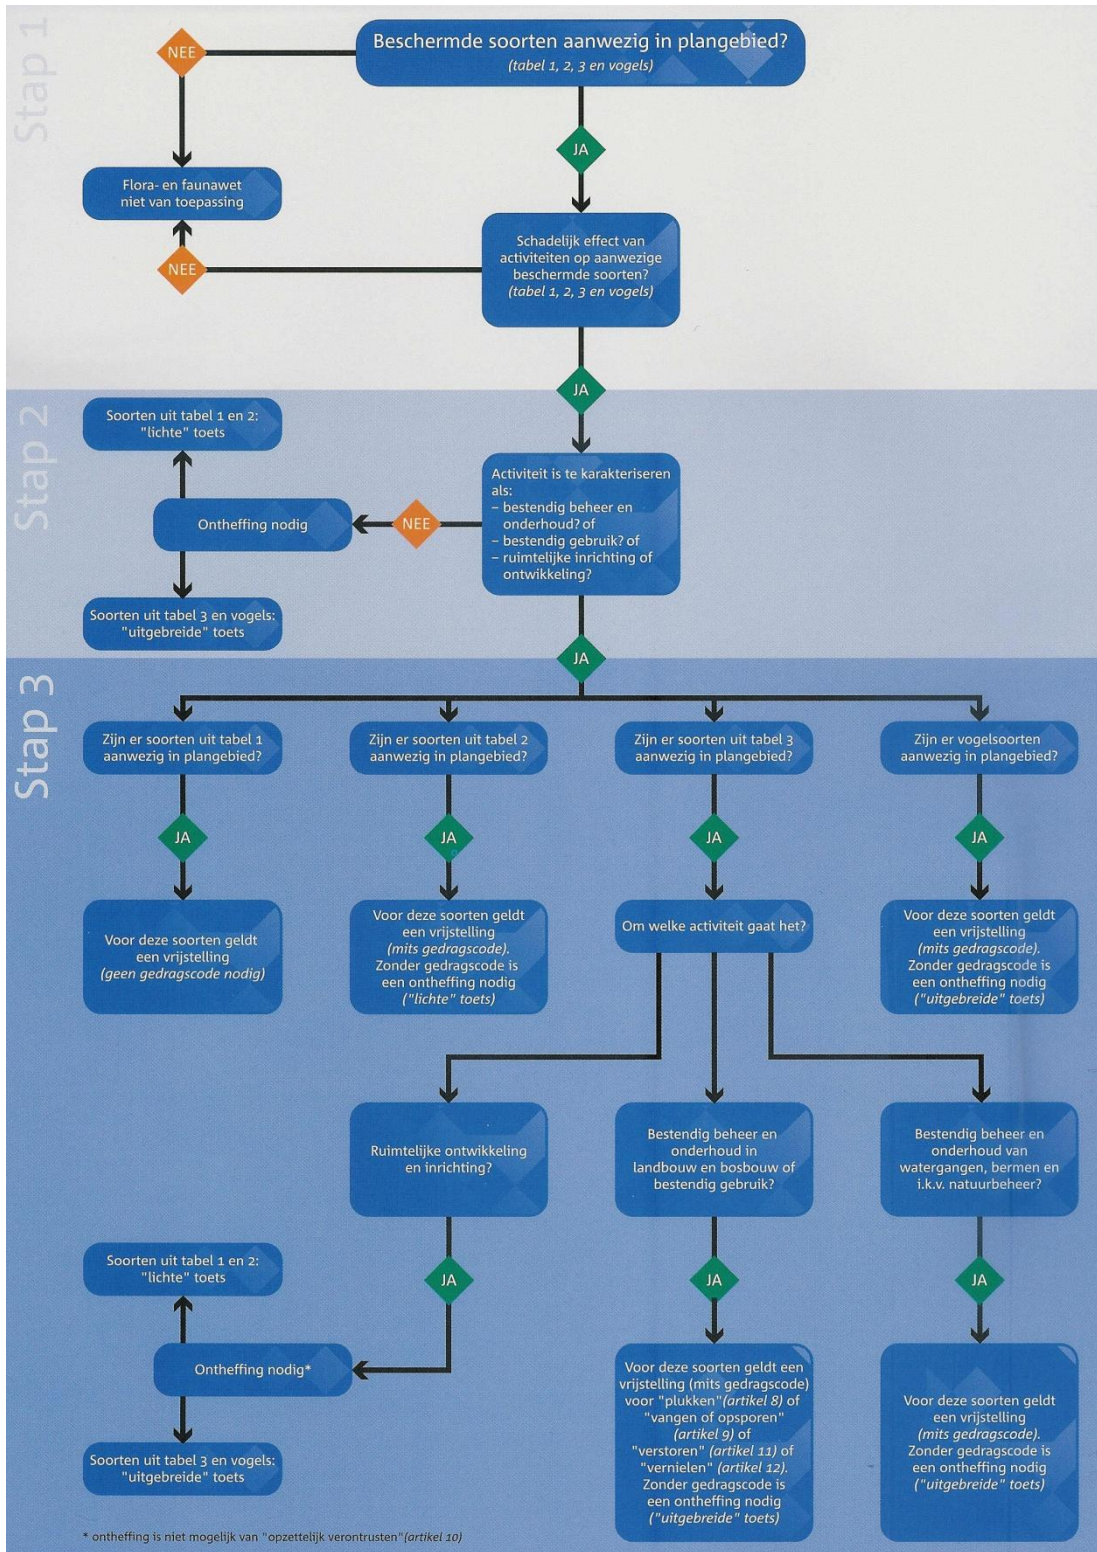 Stap 1
Beschermde soorten aanwezig in plangebied?
(tabel 1, 2, 3 en vogels)
NEE
JA
Flora- en faunawet
niet van toepassing
Schadelijk effect van
activiteiten op aanwezige
beschermde soorten?
(tabel 1, 2, 3 en vogels)
NEE
JA
Stap 2
Soorten uit tabel 1 en 2:
"lichte" toets
Activiteit is te karakteriseren
als:
– bestendig beheer en
onderhoud? of
– bestendig gebruik? of
– ruimtelijke inrichting of
ontwikkeling?
NEE
Ontheffing nodig
Soorten uit tabel 3 en vogels:
"uitgebreide" toets
JA
Stap 3
Zijn er soorten uit tabel 1
aanwezig in plangebied?
Zijn er soorten uit tabel 2
aanwezig in plangebied?
Zijn er soorten uit tabel 3
aanwezig in plangebied?
Zijn er vogelsoorten
aanwezig in plangebied?
JA
JA
JA
JA
Voor deze soorten geldt
een vrijstelling
(geen gedragscode nodig)
Voor deze soorten geldt
een vrijstelling
(mits gedragscode).
Zonder gedragscode is
een ontheffing nodig
("lichte" toets)
Om welke activiteit gaat het?
Voor deze soorten geldt
een vrijstelling
(mits gedragscode).
Zonder gedragscode is
een ontheffing nodig
("uitgebreide" toets)
Ruimtelijke ontwikkeling
en inrichting?
Bestendig beheer en
onderhoud in
landbouw en bosbouw of
bestendig gebruik?
Bestendig beheer en
onderhoud van
watergangen, bermen en
i.k.v. natuurbeheer?
JA
JA
JA
Soorten uit tabel 1 en 2:
"lichte" toets
Ontheffing nodig*
Soorten uit tabel 3 en vogels:
"uitgebreide" toets
Voor deze soorten geldt een
vrijstelling (mits gedragscode)
voor "plukken" (artikel 8) of
"vangen of opsporen"
(artikel 9) of
"verstoren" (artikel 11) of
"vernielen" (artikel 12).
Zonder gedragscode is
een ontheffing nodig
("uitgebreide" toets)
Voor deze soorten geldt
een vrijstelling
(mits gedragscode).
Zonder gedragscode is
een ontheffing nodig
("uitgebreide" toets)
* ontheffing is niet mogelijk van "opzettelijk verontrusten" (artikel 10)